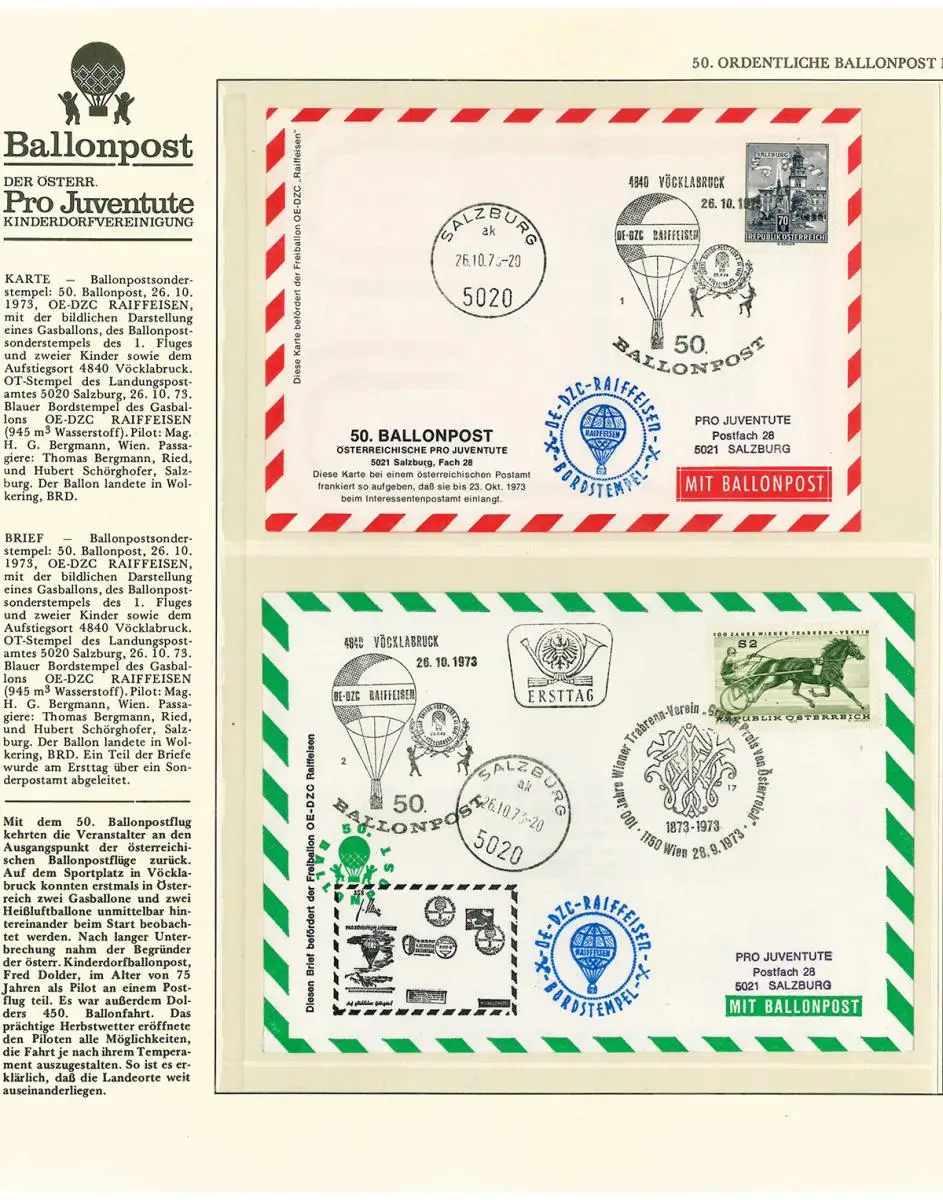 50. ORDENTLICHE BALLONPOST
Ballonpost
DER ÖSTERR.
Pro Juventute
KINDERDORFVEREINIGUNG
KARTE — Ballonpostsonder-
stempel: 50. Ballonpost, 26. 10.
1973, OE-DZC RAIFFEISEN,
mit der bildlichen Darstellung
eines Gasballons, des Ballonpost-
sonderstempels des 1. Fluges
und zweier Kinder sowie dem
Aufstiegsort 4840 Vöcklabruck.
OT-Stempel des Landungspost-
amtes 5020 Salzburg, 26. 10. 73.
Blauer Bordstempel des Gasbal-
lons OE-DZC RAIFFEISEN
(945 m³ Wasserstoff). Pilot: Mag.
H. G. Bergmann, Wien. Passa-
giere: Thomas Bergmann, Ried,
und Hubert Schörghofer, Salz-
burg. Der Ballon landete in Wol-
kering, BRD.
BRIEF — Ballonpostsonder-
stempel: 50. Ballonpost, 26. 10.
1973, OE-DZC RAIFFEISEN,
mit der bildlichen Darstellung
eines Gasballons, des Ballonpost-
sonderstempels des 1. Fluges
und zweier Kinder sowie dem
Aufstiegsort 4840 Vöcklabruck.
OT-Stempel des Landungspost-
amtes 5020 Salzburg, 26. 10. 73.
Blauer Bordstempel des Gasbal-
lons OE-DZC RAIFFEISEN
(945 m³ Wasserstoff). Pilot: Mag.
H. G. Bergmann, Wien. Passa-
giere: Thomas Bergmann, Ried,
und Hubert Schörghofer, Salz-
burg. Der Ballon landete in Wol-
kering, BRD. Ein Teil der Briefe
wurde am Ersttag über ein Son-
derpostamt abgeleitet.
Mit dem 50. Ballonpostflug
kehrten die Veranstalter an den
Ausgangspunkt der österreichi-
schen Ballonpostflüge zurück.
Auf dem Sportplatz in Vöckla-
bruck konnten erstmals in Öster-
reich zwei Gasballone und zwei
Heißluftballone unmittelbar hin-
tereinander beim Start beobach-
tet werden. Nach langer Unter-
brechung nahm der Begründer
der österr. Kinderdorfballonpost,
Fred Dolder, im Alter von 75
Jahren als Pilot an einem Post-
flug teil. Es war außerdem Dol-
ders 450. Ballonfahrt. Das
prächtige Herbstwetter eröffnete
den Piloten alle Möglichkeiten,
die Fahrt je nach ihrem Tempera-
ment auszugestalten. So ist es er-
klärlich, daß die Landeorte weit
auseinanderliegen.
Diese Karte befördert der Freiballon OE-DZC „Raiffeisen"
SALZBURG
ak
26.10.73-20
5020
4840 VÖCKLABRUCK
26.10.1973
OE-DZC RAIFFEISEN
1
50.
BALLONPOST
SALZBURG
70
REPUBLIK ÖSTERREICH
OE-DZC-RAIFFEISEN
RAIFFEISEN
BORDSTEMPEL
50. BALLONPOST
ÖSTERREICHISCHE PRO JUVENTUTE
5021 Salzburg, Fach 28
Diese Karte bei einem österreichischen Postamt
frankiert so aufgeben, daß sie bis 23. Okt. 1973
beim Interessentenpostamt einlangt.
PRO JUVENTUTE
Postfach 28
5021 SALZBURG
MIT BALLONPOST
4840 VÖCKLABRUCK
26.10.1973
OE-DZC RAIFFEISEN
2
50.
BALLONPOST
ERSTTAG
100 JAHRE WIENER TRABRENN-VEREIN
S2
REPUBLIK ÖSTERREICH
SALZBURG
ak
26.10.73-20
5020
100 Jahre Wiener Trabrenn-Verein „Graf Preis von Österreich"
17
1873-1973
1150 Wien 28.9.1973
Diesen Brief befördert der Freiballon OE-DZC Raiffeisen
50.
BALLONPOST
OE-DZC-RAIFFEISEN
RAIFFEISEN
BORDSTEMPEL
PRO JUVENTUTE
Postfach 28
5021 SALZBURG
MIT BALLONPOST